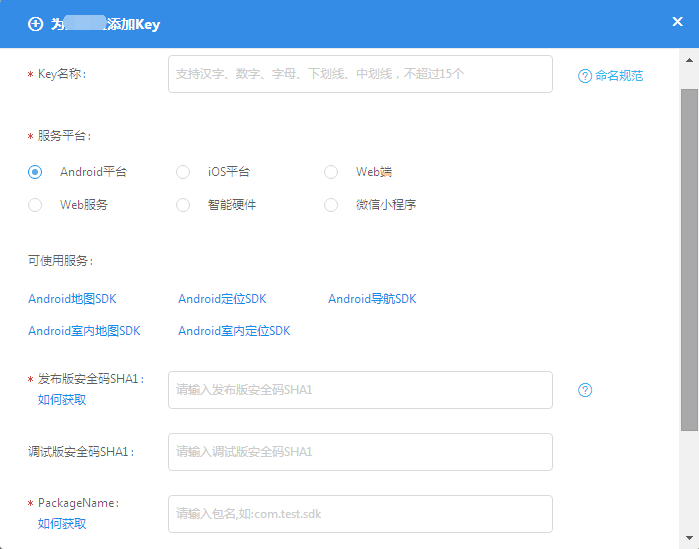 为 添加Key
* Key名称： 支持汉字、数字、字母、下划线、中划线，不超过15个 命名规范
* 服务平台：
Android平台 iOS平台 Web端
Web服务 智能硬件 微信小程序
可使用服务：
Android地图SDK Android定位SDK Android导航SDK
Android室内地图SDK Android室内定位SDK
* 发布版安全码SHA1： 请输入发布版安全码SHA1
如何获取
调试版安全码SHA1： 请输入调试版安全码SHA1
* PackageName： 请输入包名,如:com.test.sdk
如何获取